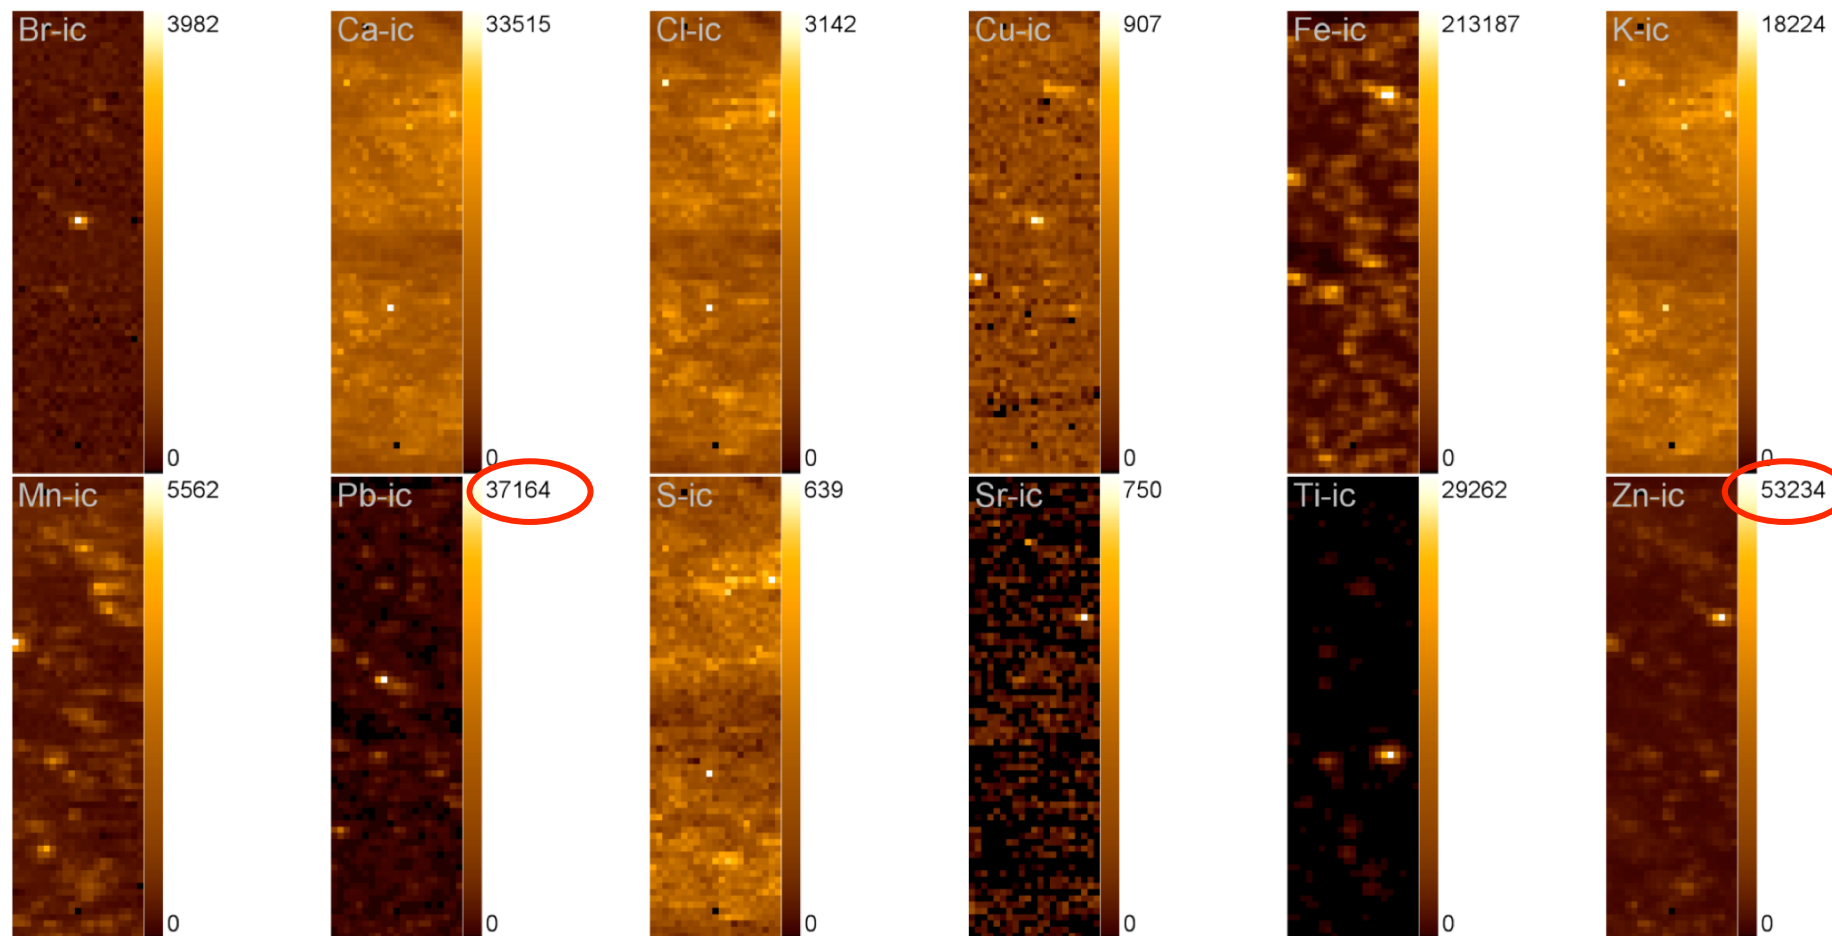 Br-ic 3982 Ca-ic 33515 Cl-ic 3142 Cu-ic 907 Fe-ic 213187 K-ic 18224
0 0 0 0 0 0
Mn-ic 5562 Pb-ic 37164 S-ic 639 Sr-ic 750 Ti-ic 29262 Zn-ic 53234
0 0 0 0 0 0